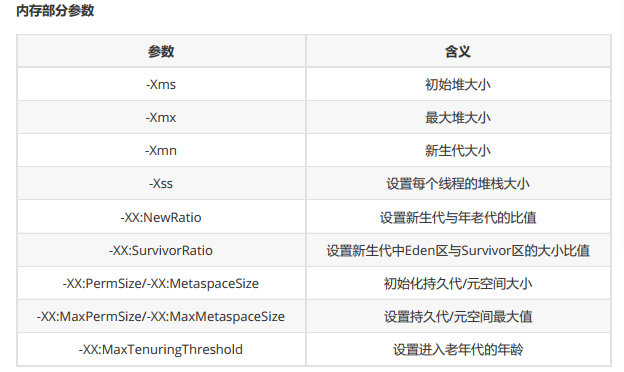 内存部分参数
参数 含义
-Xms 初始堆大小
-Xmx 最大堆大小
-Xmn 新生代大小
-Xss 设置每个线程的堆栈大小
-XX:NewRatio 设置新生代与年老代的比值
-XX:SurvivorRatio 设置新生代中Eden区与Survivor区的大小比值
-XX:PermSize/-XX:MetaspaceSize 初始化持久代/元空间大小
-XX:MaxPermSize/-XX:MaxMetaspaceSize 设置持久代/元空间最大值
-XX:MaxTenuringThreshold 设置进入老年代的年龄